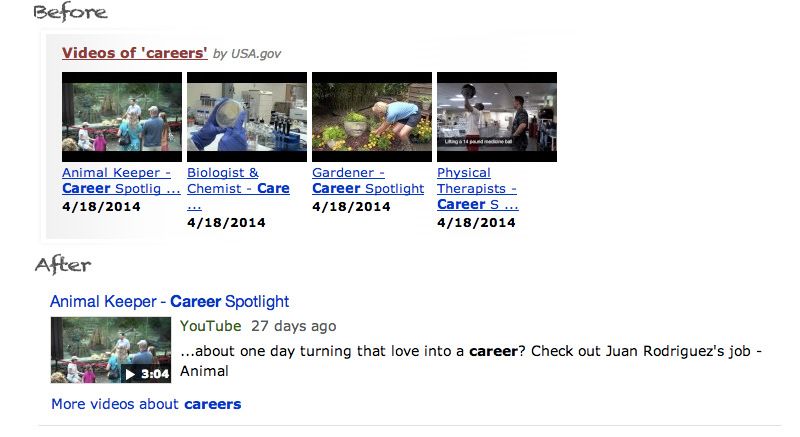 Before
Videos of 'careers' by USA.gov
Animal Keeper -
Career Spotlig ...
4/18/2014
Biologist &
Chemist - Care
...
4/18/2014
Gardener -
Career Spotlight
4/18/2014
Lifting a 14 pound medicine ball
Physical
Therapists -
Career S ...
4/18/2014
After
Animal Keeper - Career Spotlight
3:04
YouTube 27 days ago
...about one day turning that love into a career? Check out Juan Rodriguez's job -
Animal
More videos about careers